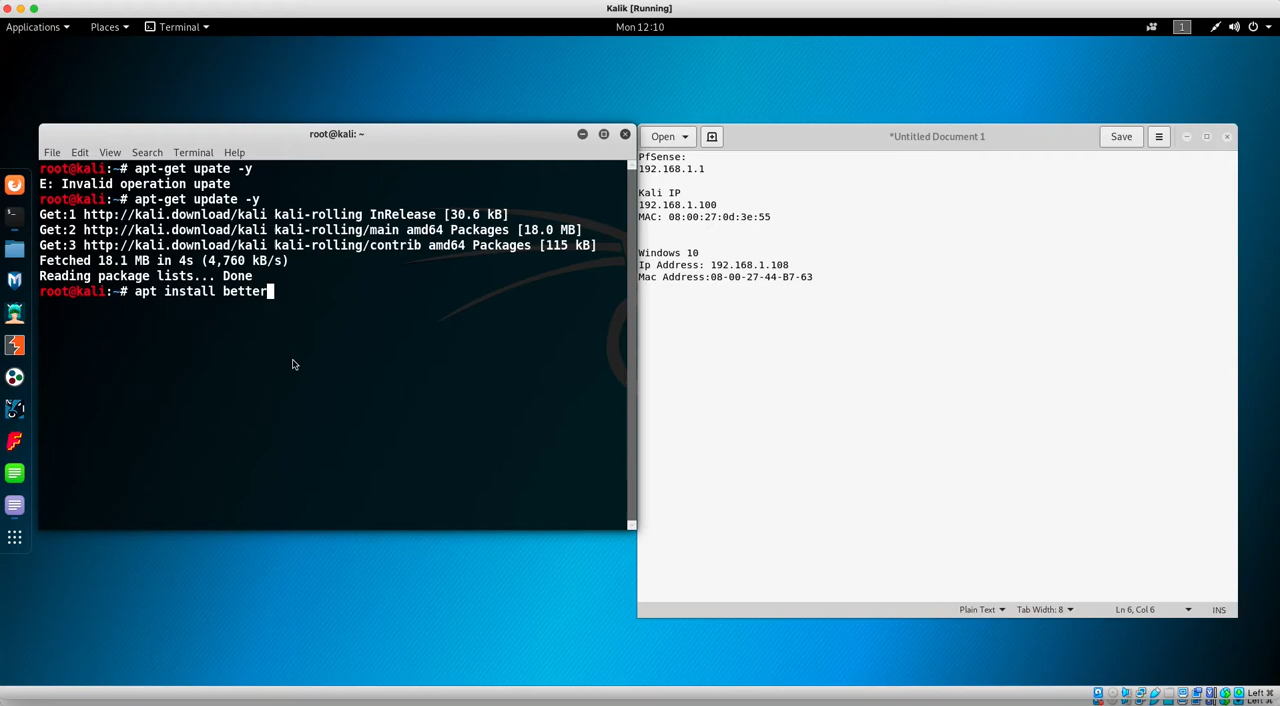 Kalik [Running]
Applications Places Terminal Mon 12:10 1
root@kali: ~
File Edit View Search Terminal Help
root@kali:~# apt-get upate -y
E: Invalid operation upate
root@kali:~# apt-get update -y
Get:1 http://kali.download/kali kali-rolling InRelease [30.6 kB]
Get:2 http://kali.download/kali kali-rolling/main amd64 Packages [18.0 MB]
Get:3 http://kali.download/kali kali-rolling/contrib amd64 Packages [115 kB]
Fetched 18.1 MB in 4s (4,760 kB/s)
Reading package lists... Done
root@kali:~# apt install better
Open *Untitled Document 1 Save
PfSense:
192.168.1.1
Kali IP
192.168.1.100
MAC: 08:00:27:0d:3e:55
Windows 10
Ip Address: 192.168.1.108
Mac Address:08-00-27-44-B7-63
Plain Text Tab Width: 8 Ln 6, Col 6 INS
Left ⌘
Left ⌘